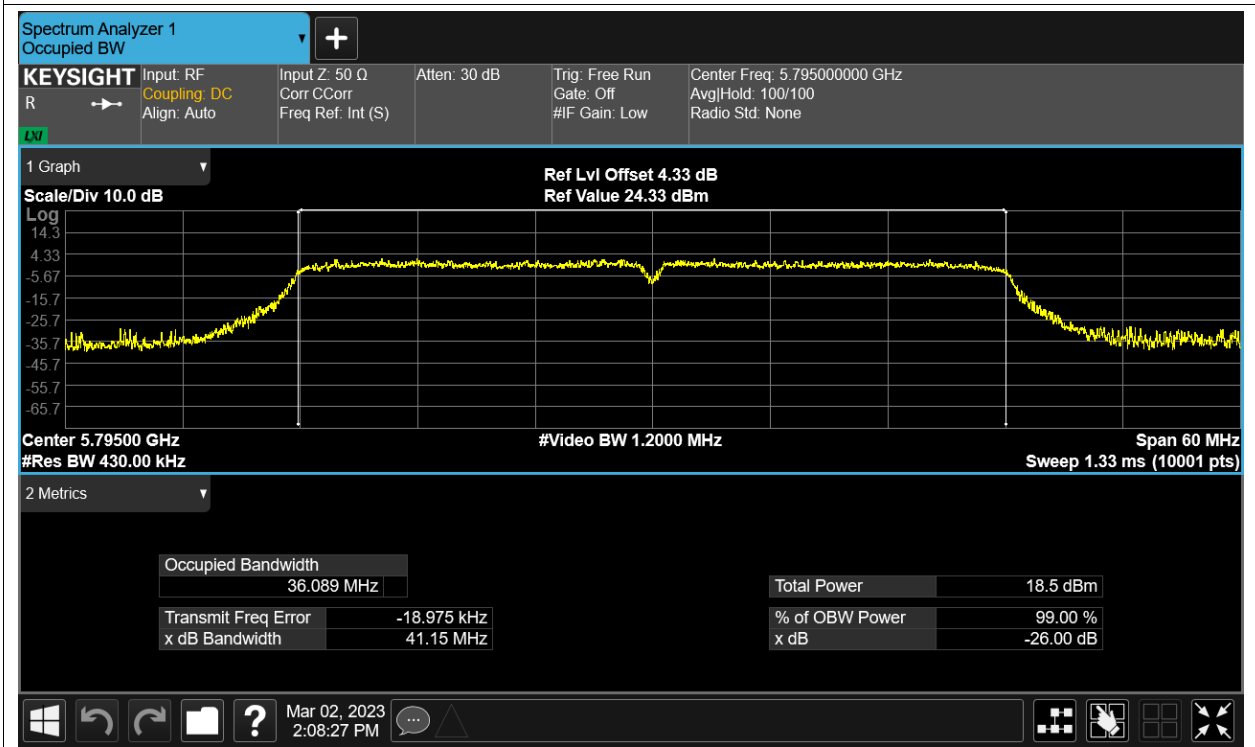 Spectrum Analyzer 1
Occupied BW
KEYSIGHT
R
LXI
Input: RF
Coupling: DC
Align: Auto
Input Z: 50 Ω
Corr CCorr
Freq Ref: Int (S)
Atten: 30 dB
Trig: Free Run
Gate: Off
#IF Gain: Low
Center Freq: 5.795000000 GHz
Avg|Hold: 100/100
Radio Std: None
1 Graph
Scale/Div 10.0 dB
Ref Lvl Offset 4.33 dB
Ref Value 24.33 dBm
Log
14.3
4.33
-5.67
-15.7
-25.7
-35.7
-45.7
-55.7
-65.7
Center 5.79500 GHz
#Video BW 1.2000 MHz
Span 60 MHz
#Res BW 430.00 kHz
Sweep 1.33 ms (10001 pts)
2 Metrics
Occupied Bandwidth
36.089 MHz
Total Power 18.5 dBm
Transmit Freq Error -18.975 kHz
% of OBW Power 99.00 %
x dB Bandwidth 41.15 MHz
x dB -26.00 dB
?
Mar 02, 2023
2:08:27 PM